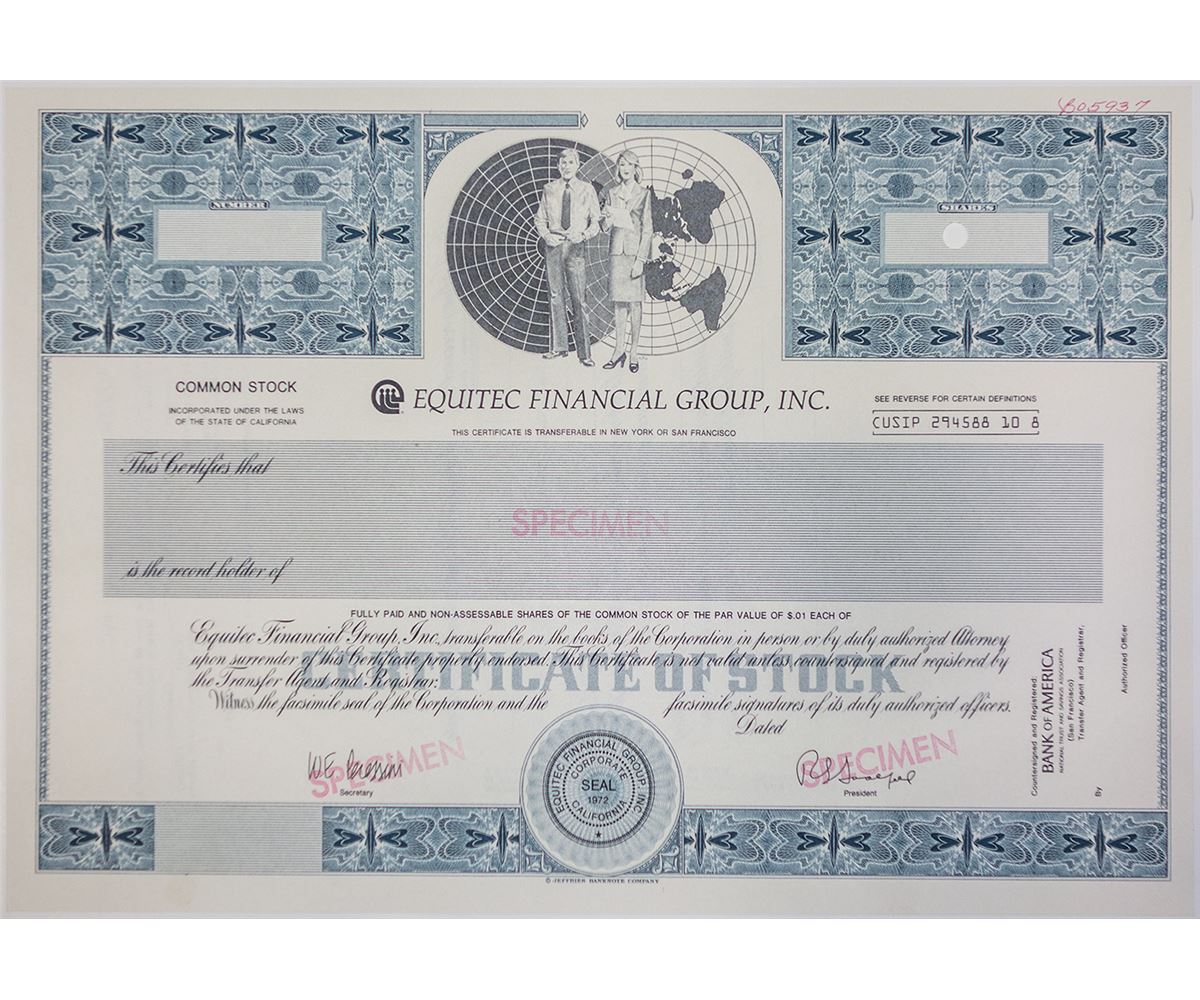 B05937
NUMBER
SHARES
COMMON STOCK
INCORPORATED UNDER THE LAWS
OF THE STATE OF CALIFORNIA
EQUITEC FINANCIAL GROUP, INC.
THIS CERTIFICATE IS TRANSFERABLE IN NEW YORK OR SAN FRANCISCO
SEE REVERSE FOR CERTAIN DEFINITIONS
CUSIP 294588 10 8
This Certifies that
SPECIMEN
is the record holder of
FULLY PAID AND NON-ASSESSABLE SHARES OF THE COMMON STOCK OF THE PAR VALUE OF $.01 EACH OF
Equitec Financial Group, Inc., transferable on the books of the Corporation in person or by duly authorized Attorney
upon surrender of this Certificate properly endorsed. This Certificate is not valid unless countersigned and registered by
the Transfer Agent and Registrar.
CERTIFICATE OF STOCK
Witness the facsimile seal of the Corporation and the facsimile signatures of its duly authorized officers.
Dated
SPECIMEN
Secretary
EQUITEC FINANCIAL GROUP, INC.
CORPORATE
SEAL
1972
CALIFORNIA
SPECIMEN
President
Countersigned and Registered:
BANK OF AMERICA
NATIONAL TRUST AND SAVINGS ASSOCIATION
(San Francisco)
Transfer Agent and Registrar,
By
Authorized Officer
© JEFFRIES BANKNOTE COMPANY